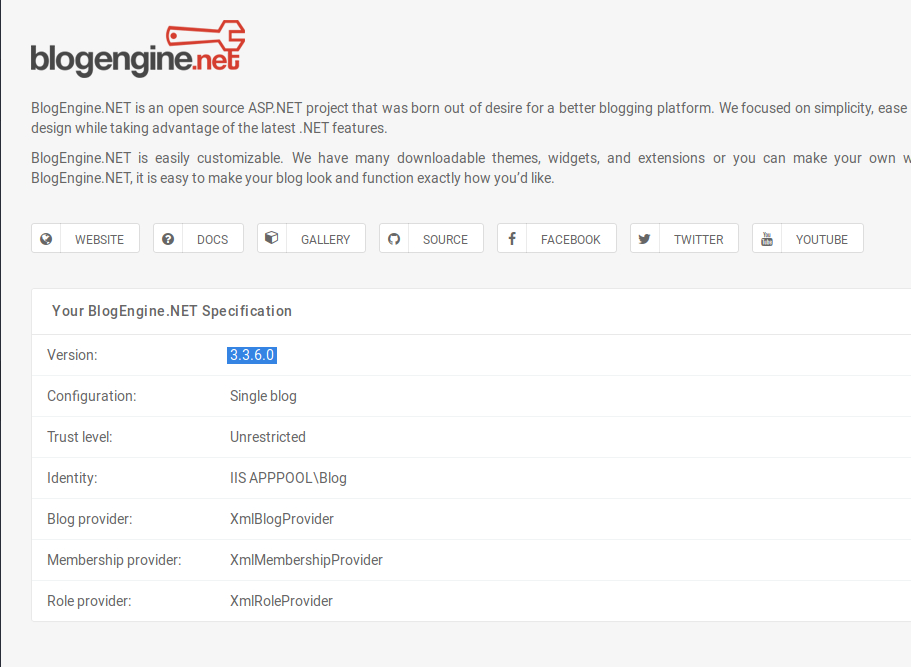 blogengine.net
BlogEngine.NET is an open source ASP.NET project that was born out of desire for a better blogging platform. We focused on simplicity, ease
design while taking advantage of the latest .NET features.
BlogEngine.NET is easily customizable. We have many downloadable themes, widgets, and extensions or you can make your own w
BlogEngine.NET, it is easy to make your blog look and function exactly how you’d like.
WEBSITE DOCS GALLERY SOURCE FACEBOOK TWITTER You Tube YOUTUBE
Your BlogEngine.NET Specification
Version: 3.3.6.0
Configuration: Single blog
Trust level: Unrestricted
Identity: IIS APPPOOL\Blog
Blog provider: XmlBlogProvider
Membership provider: XmlMembershipProvider
Role provider: XmlRoleProvider